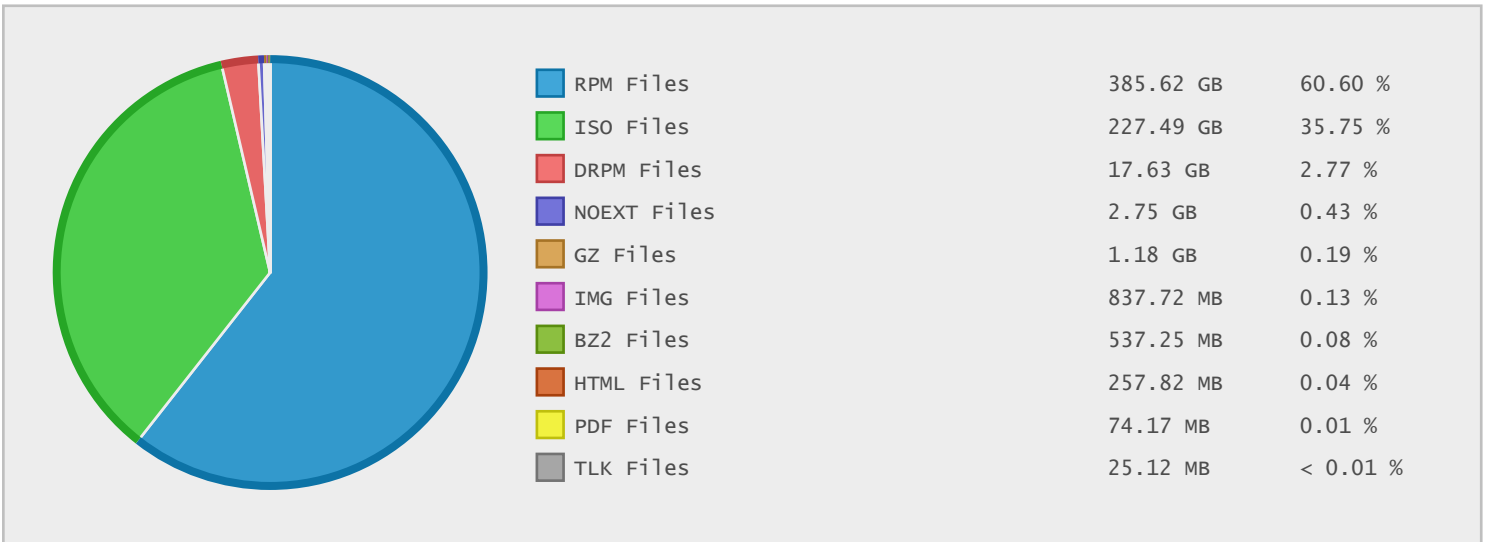 RPM Files 385.62 GB 60.60 %
ISO Files 227.49 GB 35.75 %
DRPM Files 17.63 GB 2.77 %
NOEXT Files 2.75 GB 0.43 %
GZ Files 1.18 GB 0.19 %
IMG Files 837.72 MB 0.13 %
BZ2 Files 537.25 MB 0.08 %
HTML Files 257.82 MB 0.04 %
PDF Files 74.17 MB 0.01 %
TLK Files 25.12 MB < 0.01 %